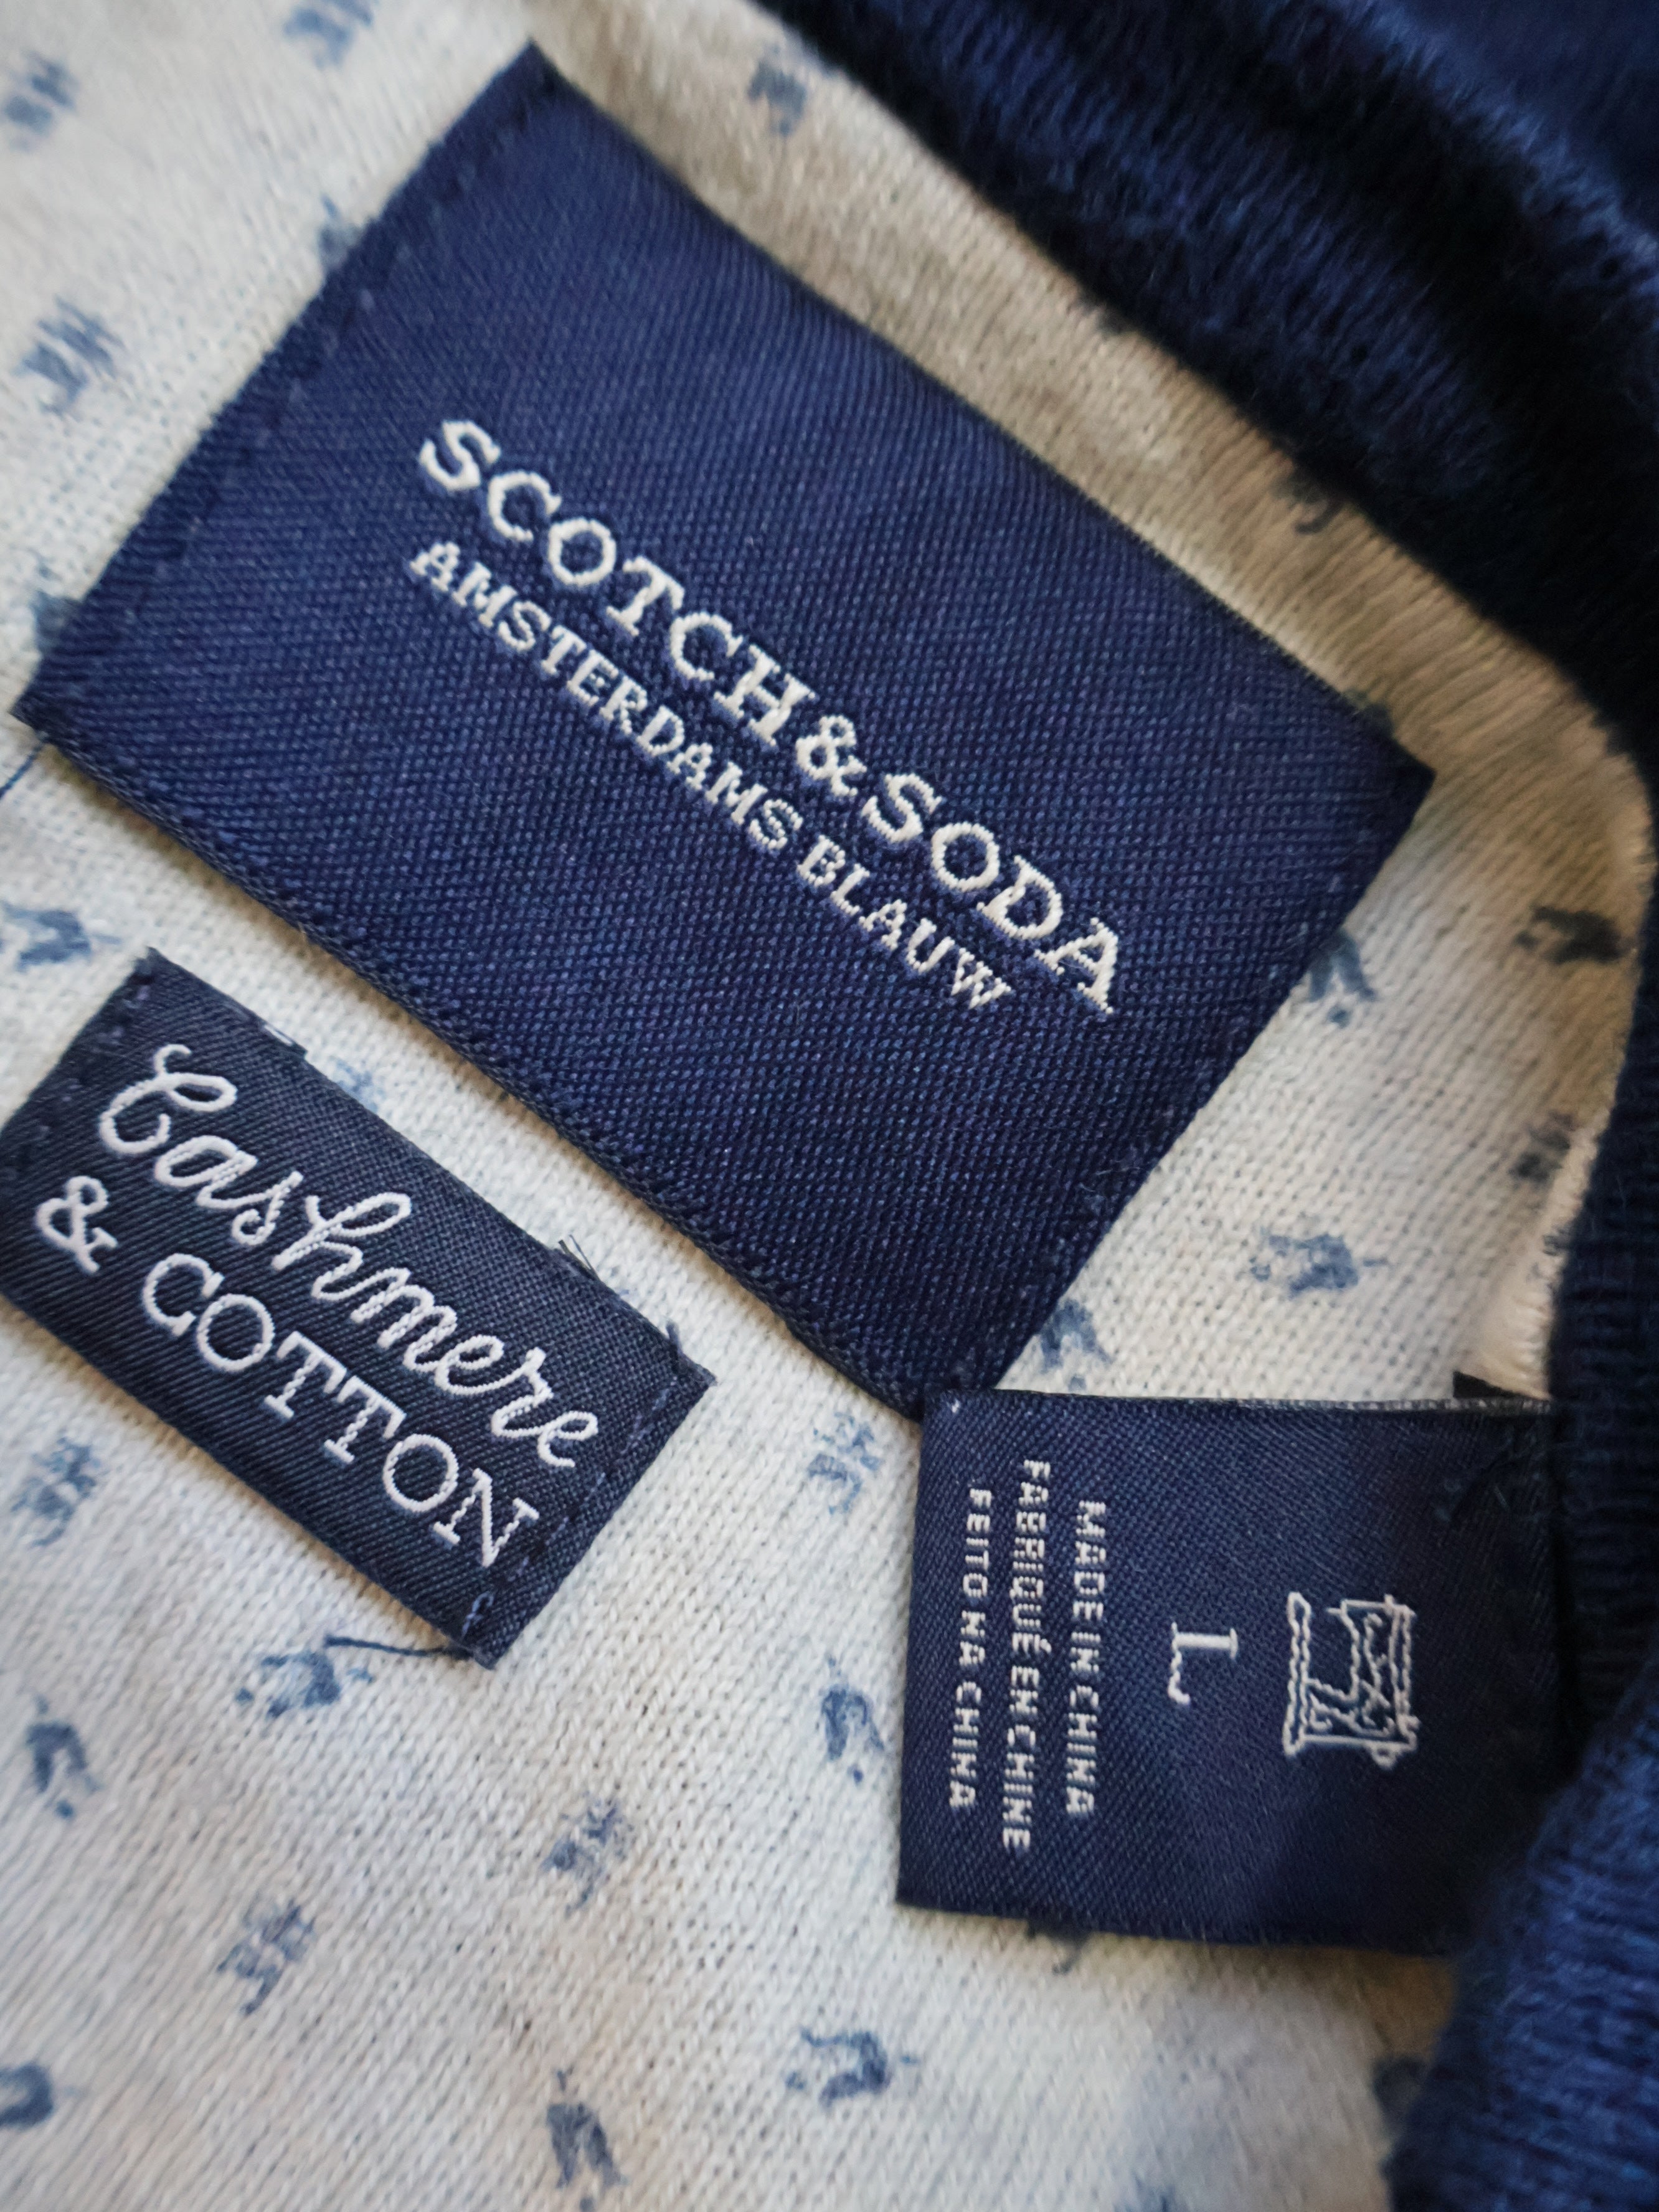 SCOTCH & SODA
AMSTERDAMS BLAUW
Cashmere
& COTTON
L
MADE IN CHINA
FABRIQUÉ EN CHINE
FEITO NA CHINA